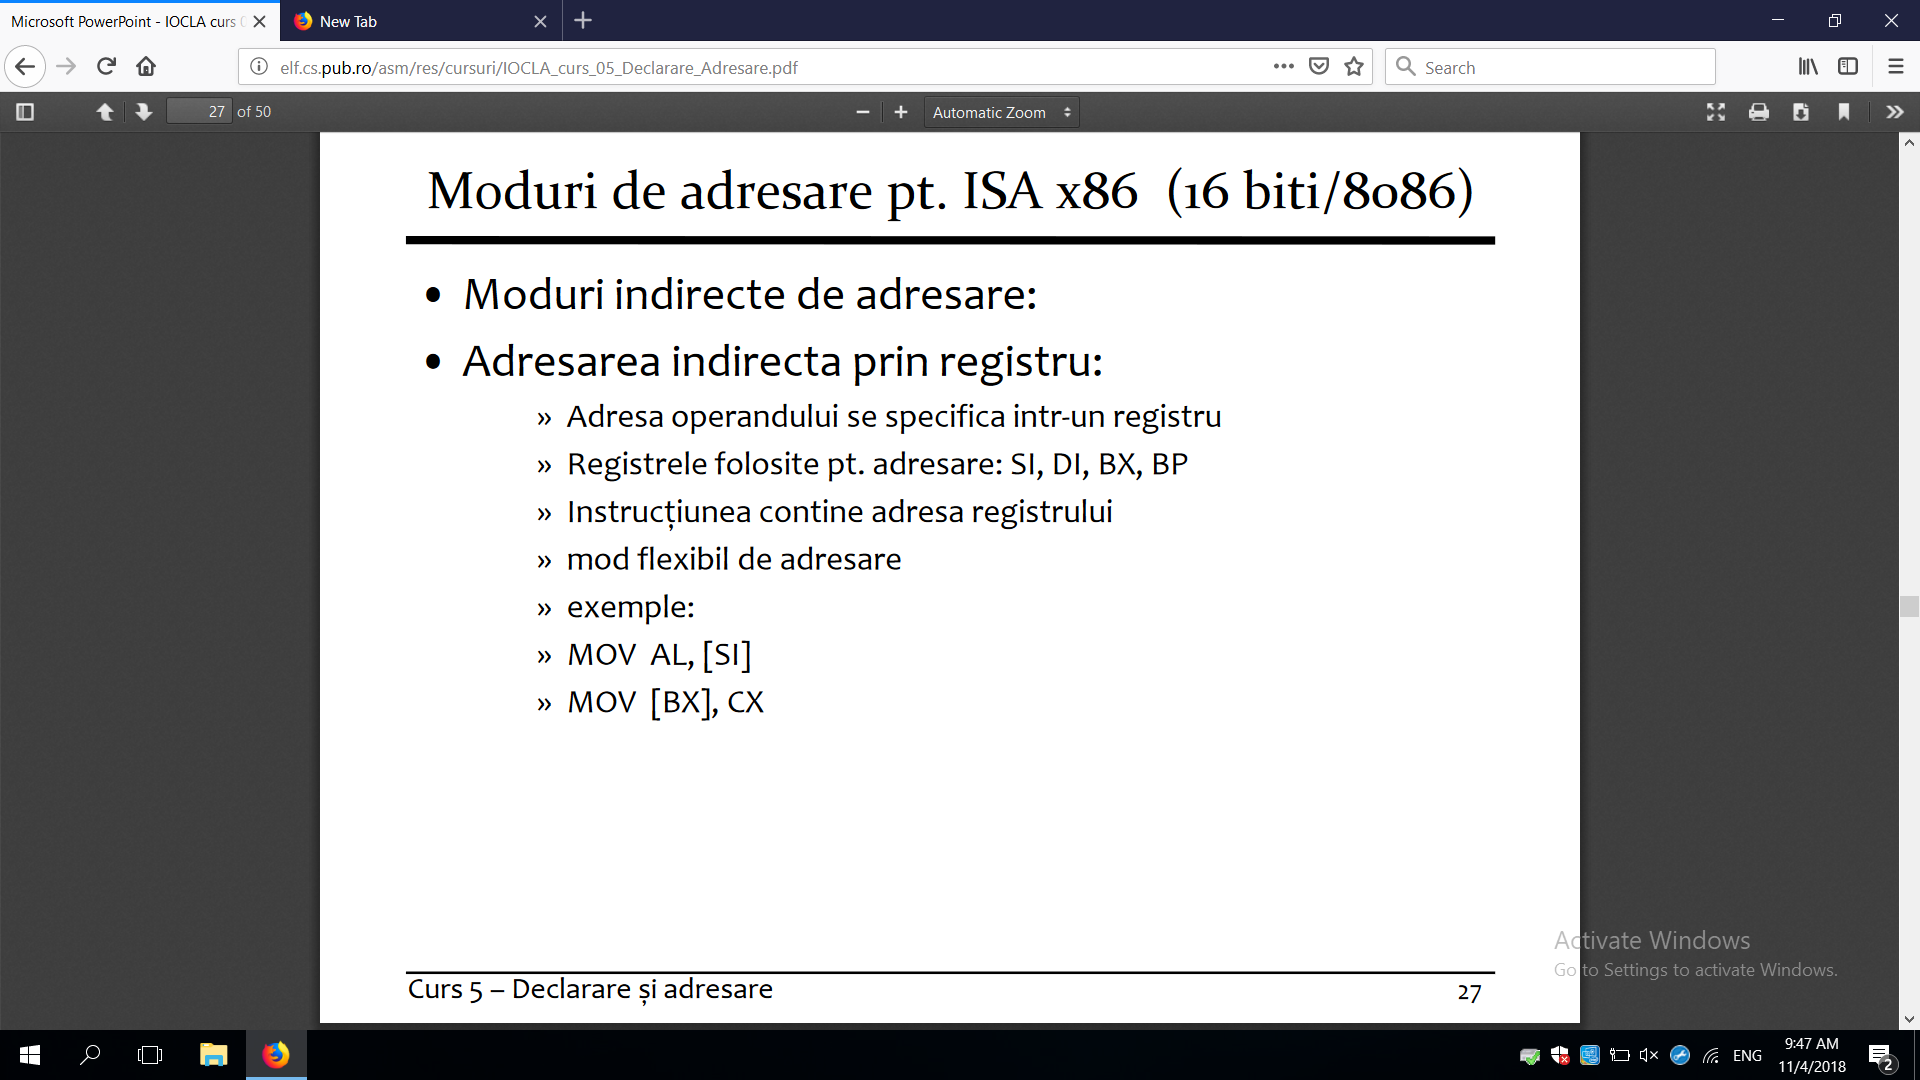 Microsoft PowerPoint - IOCLA curs
New Tab
elf.cs.pub.ro/asm/res/cursuri/IOCLA_curs_05_Declarare_Adresare.pdf
Search
27 of 50
Automatic Zoom
Moduri de adresare pt. ISA x86 (16 biti/8086)
• Moduri indirecte de adresare:
• Adresarea indirecta prin registru:
» Adresa operandului se specifica intr-un registru
» Registrele folosite pt. adresare: SI, DI, BX, BP
» Instrucțiunea contine adresa registrului
» mod flexibil de adresare
» exemple:
» MOV AL, [SI]
» MOV [BX], CX
Activate Windows
Go to Settings to activate Windows.
Curs 5 – Declarare și adresare
27
ENG
9:47 AM
11/4/2018
2